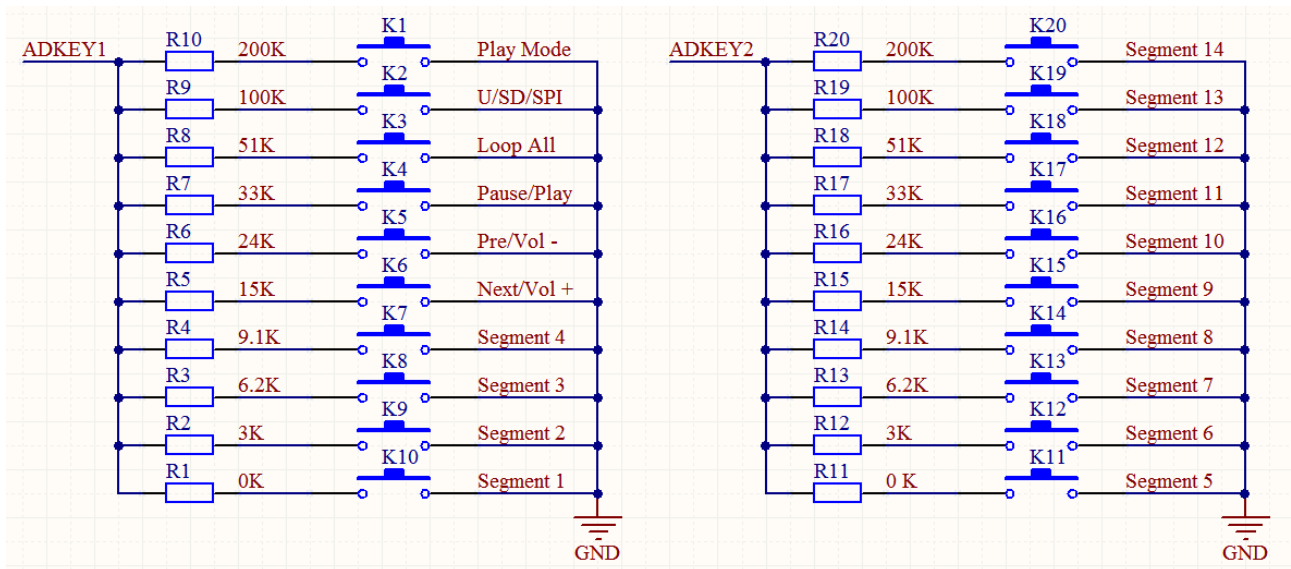 K1 K20
ADKEY1 R10 200K Play Mode ADKEY2 R20 200K Segment 14
K2 K19
R9 100K U/SD/SPI R19 100K Segment 13
K3 K18
R8 51K Loop All R18 51K Segment 12
K4 K17
R7 33K Pause/Play R17 33K Segment 11
K5 K16
R6 24K Pre/Vol - R16 24K Segment 10
K6 K15
R5 15K Next/Vol + R15 15K Segment 9
K7 K14
R4 9.1K Segment 4 R14 9.1K Segment 8
K8 K13
R3 6.2K Segment 3 R13 6.2K Segment 7
K9 K12
R2 3K Segment 2 R12 3K Segment 6
K10 K11
R1 0K Segment 1 R11 0 K Segment 5
GND GND